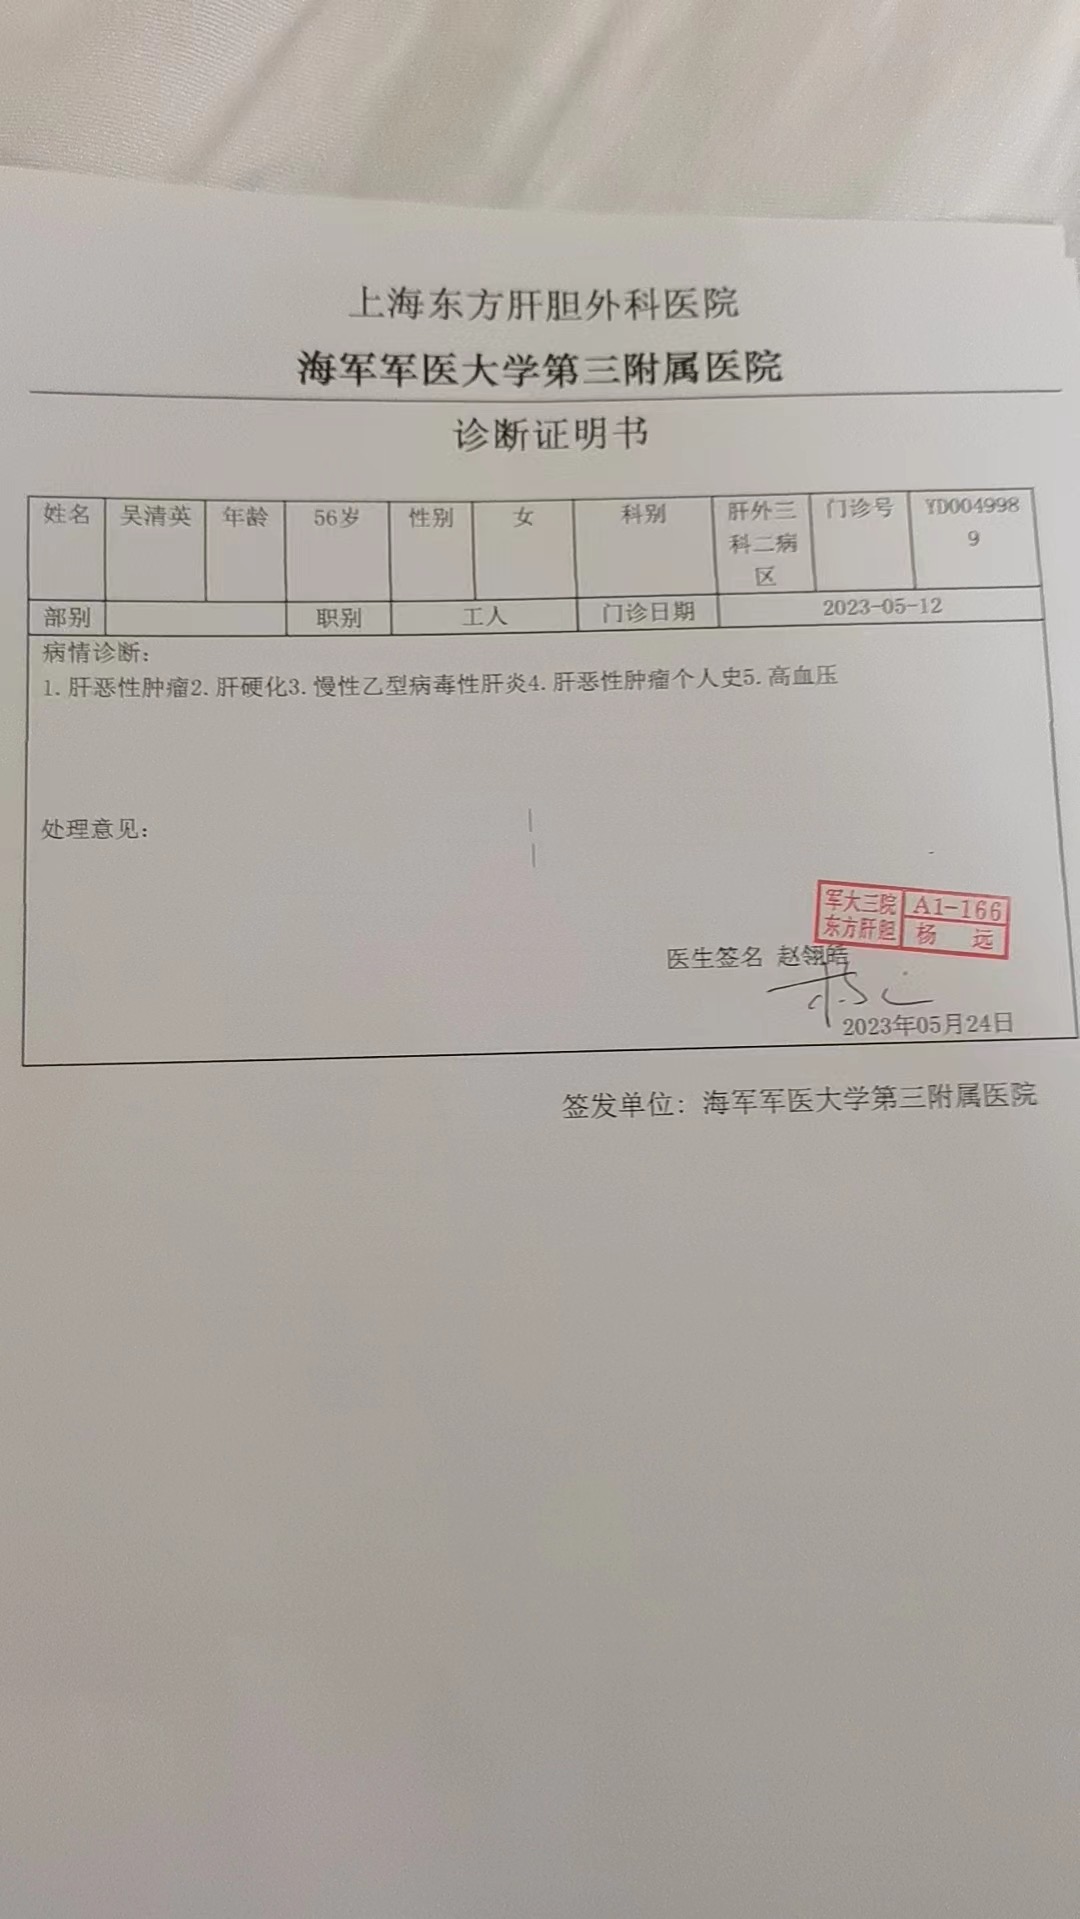 上海东方肝胆外科医院
海军军医大学第三附属医院
诊断证明书
姓名 吴清英 年龄 56岁 性别 女 科别 肝外三科二病区 门诊号 YD0049989
部别 职别 工人 门诊日期 2023-05-12
病情诊断：
1.肝恶性肿瘤2.肝硬化3.慢性乙型病毒性肝炎4.肝恶性肿瘤个人史5.高血压
处理意见：
军大三院 A1-166
东方肝胆 杨 远
医生签名 赵翎皓
2023年05月24日
签发单位：海军军医大学第三附属医院